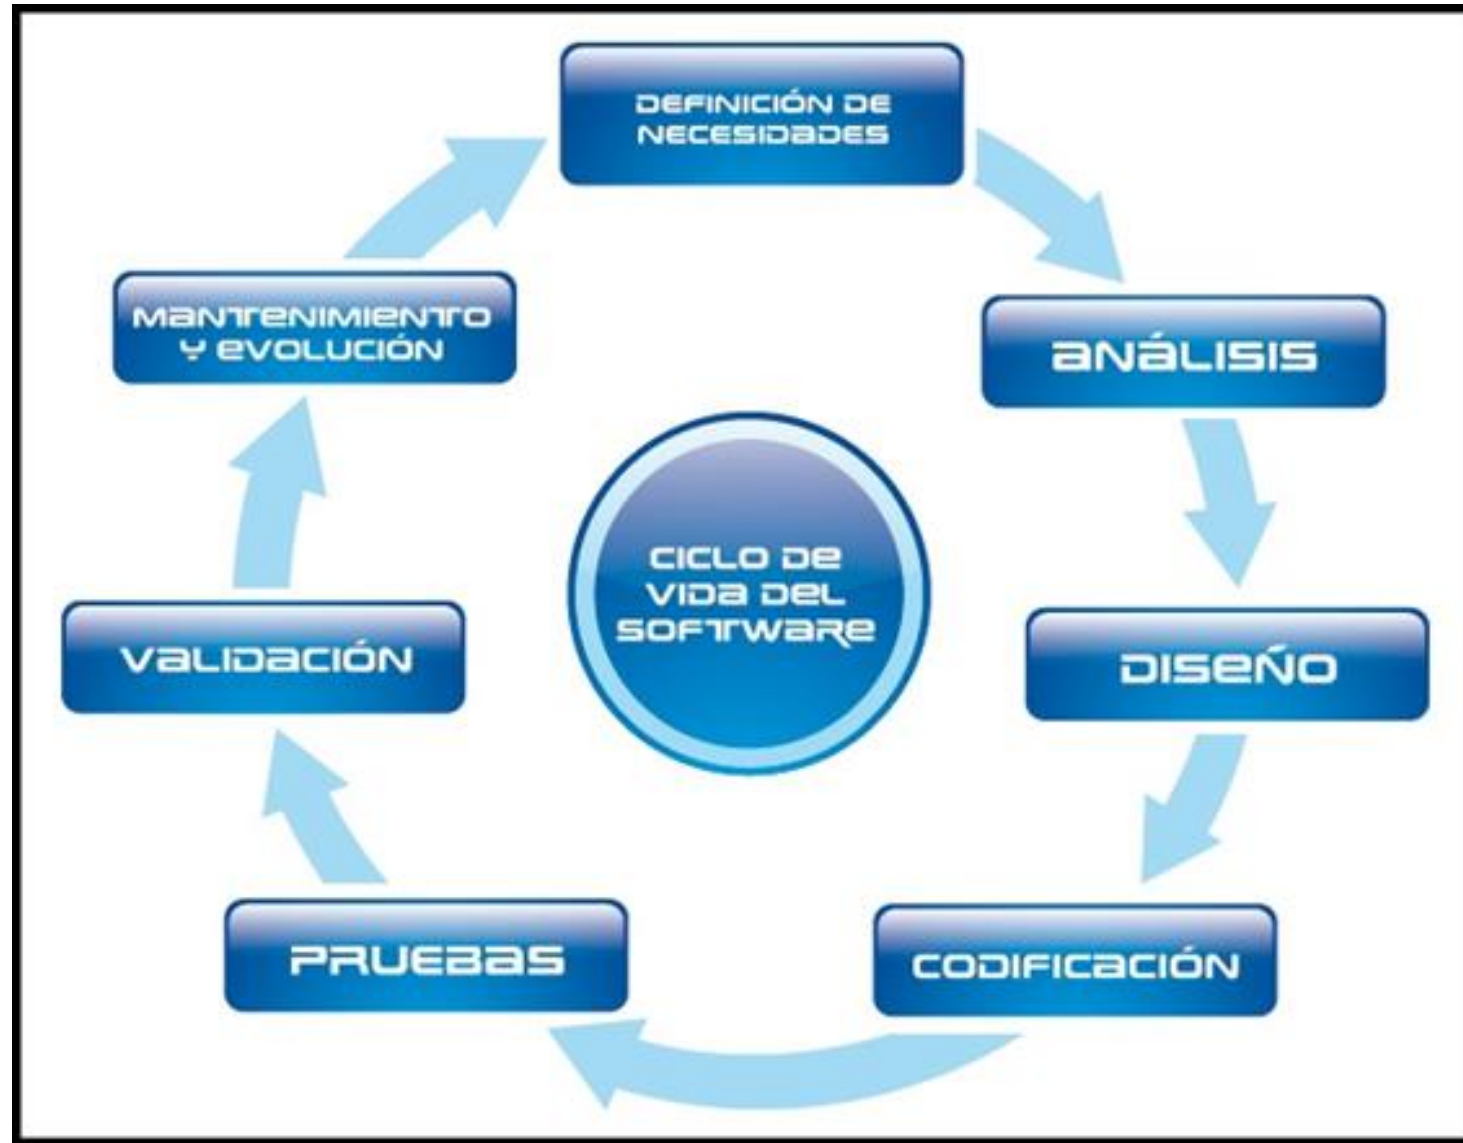 DEFINICIÓN DE
NECESIDADES
ANÁLISIS
DISEÑO
CODIFICACIÓN
PRUEBAS
VALIDACIÓN
MANTENIMIENTO
Y EVOLUCIÓN
CICLO DE
VIDA DEL
SOFTWARE